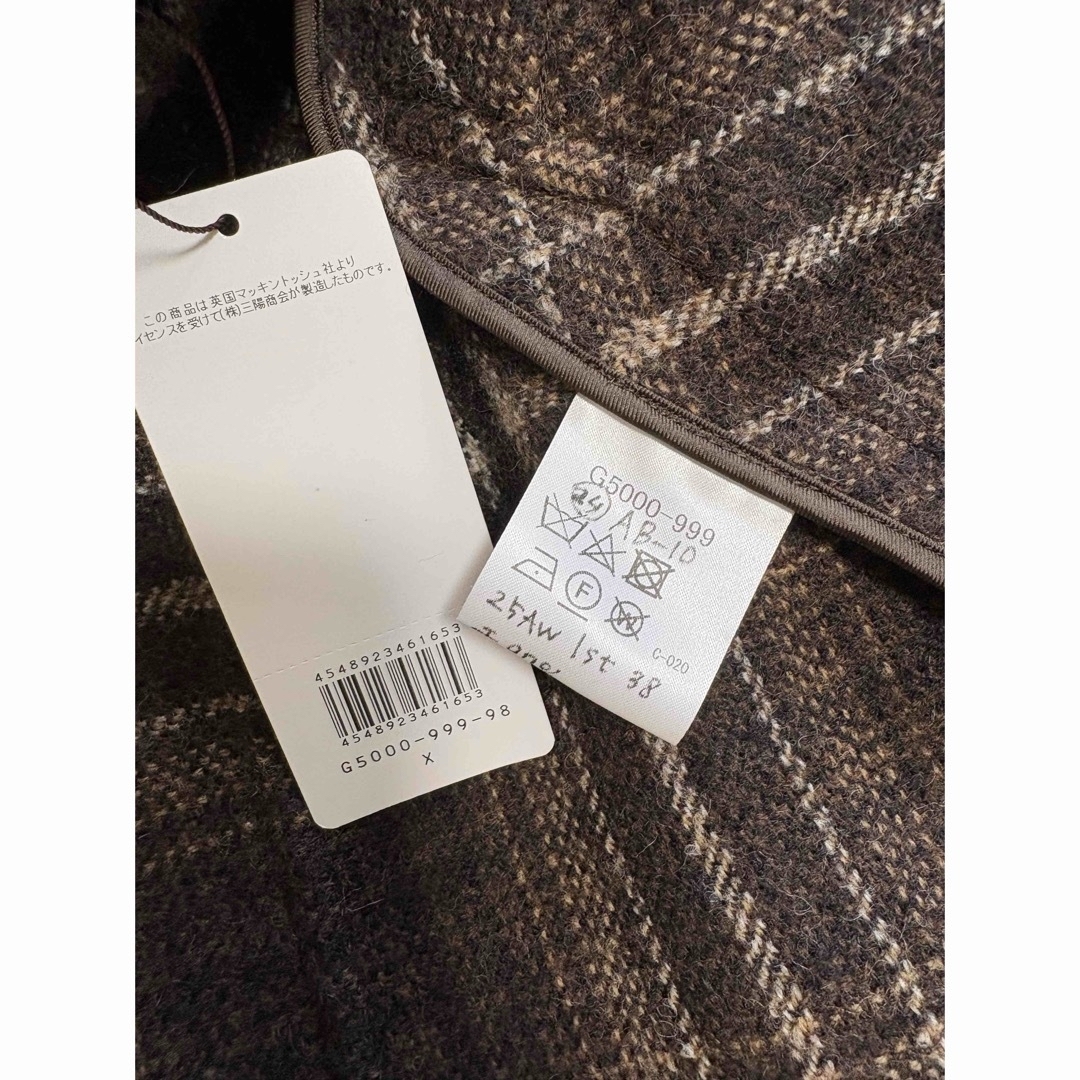 この商品は英国マッキントッシュ社より
イセンスを受けて(株)三陽商会が製造したものです。
4548923461653
4548923461653
G5000-999-98
X
G5000-999
24 AB-10
F
25AW 1st 38
C-020